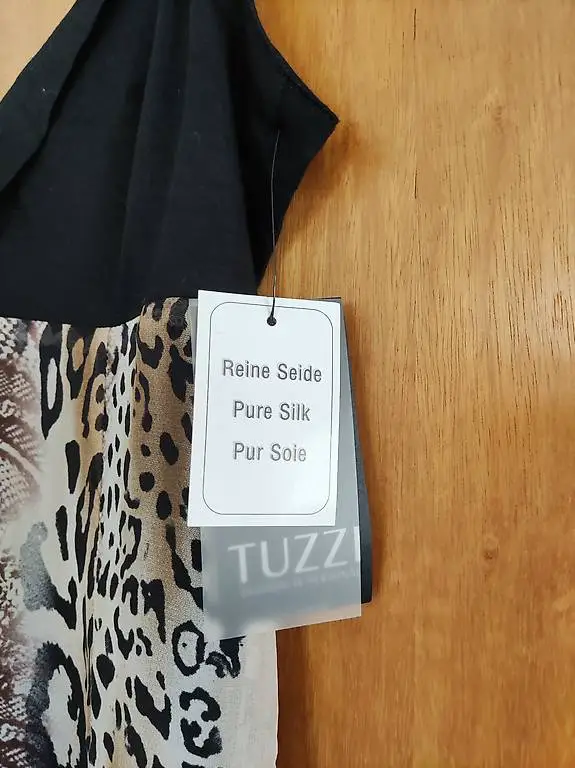 Reine Seide
Pure Silk
Pur Soie
TUZZI